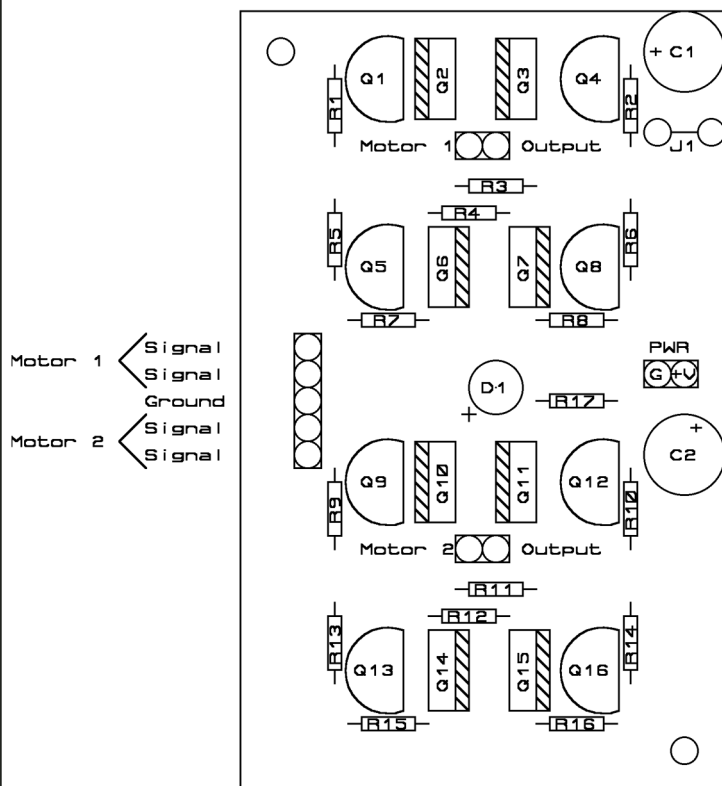 Q1 Q2 Q3 Q4 + C1
R1 R2
Motor 1 Output J1
R3
R4
R5 R6
Q5 Q6 Q7 Q8
R7 R8
Motor 1 Signal PWR
Signal G +V
Ground D1 R17
+
Motor 2 Signal +
Signal C2
Q9 Q10 Q11 Q12
R9 R10
Motor 2 Output
R11
R12
R13 R14
Q13 Q14 Q15 Q16
R15 R16